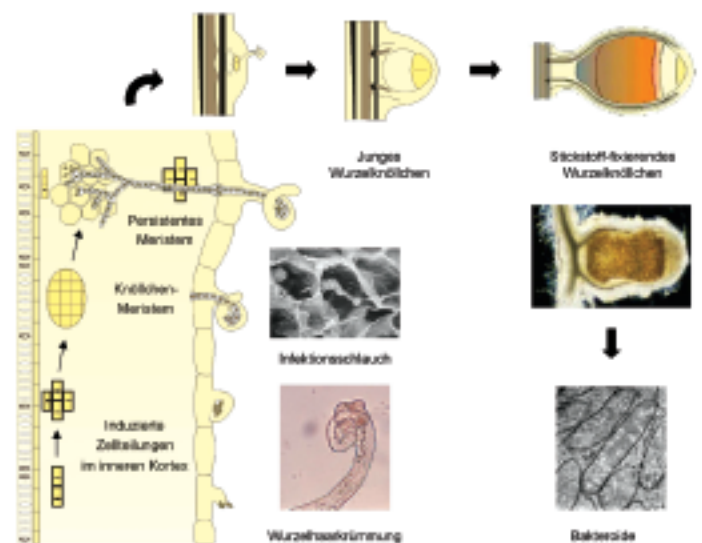 Junges
Wurzelknöllchen
Stickstoff-fixierendes
Wurzelknöllchen
Persistentes
Meristem
Knöllchen-
Meristem
Infektionsschlauch
Induzierte
Zellteilungen
im inneren Kortex
Wurzelhaarkrümmung
Bakteroide